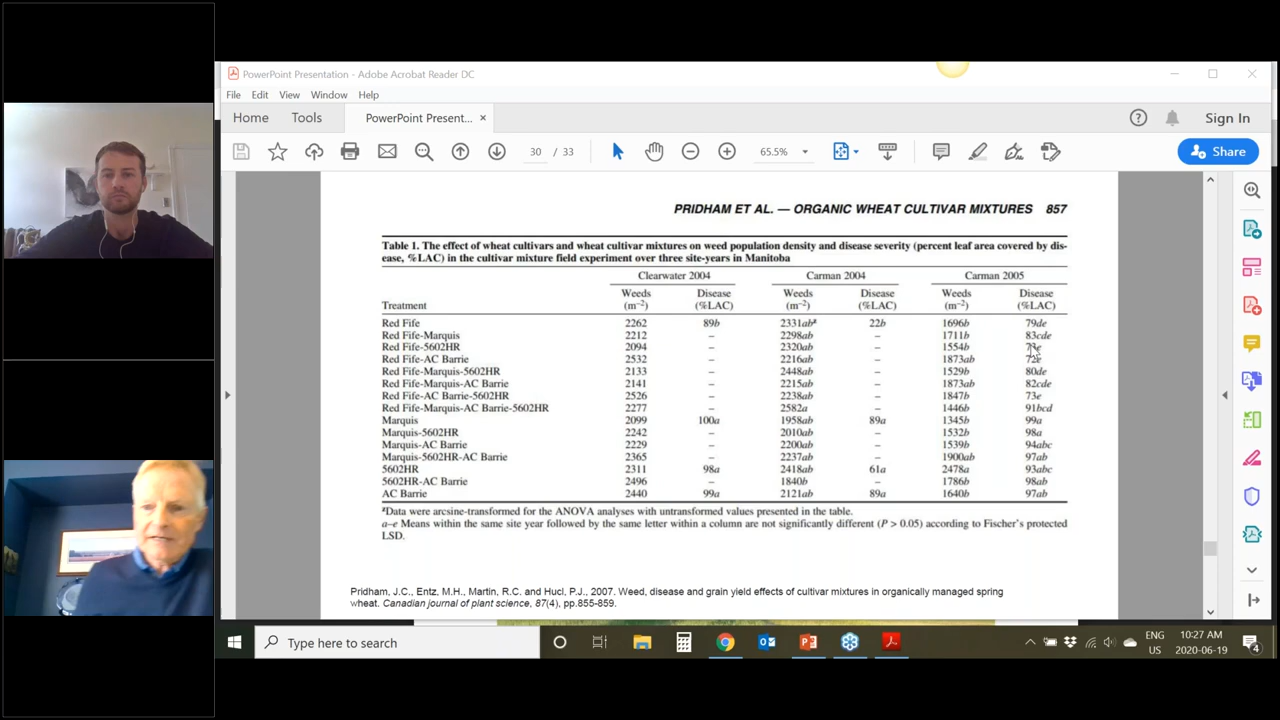 PowerPoint Presentation - Adobe Acrobat Reader DC
File Edit View Window Help
Home Tools PowerPoint Present... × Sign In
30 / 33 65.5% Share
PRIDHAM ET AL. — ORGANIC WHEAT CULTIVAR MIXTURES 857
Table 1. The effect of wheat cultivars and wheat cultivar mixtures on weed population density and disease severity (percent leaf area covered by dis-
ease, %LAC) in the cultivar mixture field experiment over three site-years in Manitoba
Clearwater 2004 Carman 2004 Carman 2005
Weeds Disease Weeds Disease Weeds Disease
Treatment (m⁻²) (%LAC) (m⁻²) (%LAC) (m⁻²) (%LAC)
Red Fife 2262 89b 2331abᶻ 22b 1696b 79de
Red Fife-Marquis 2212 – 2298ab – 1711b 83cde
Red Fife-5602HR 2094 – 2320ab – 1554b
Red Fife-AC Barrie 2532 – 2216ab – 1873ab 72e
Red Fife-Marquis-5602HR 2133 – 2448ab – 1529b 80de
Red Fife-Marquis-AC Barrie 2141 – 2215ab – 1873ab 82cde
Red Fife-AC Barrie-5602HR 2526 – 2238ab – 1847b 73e
Red Fife-Marquis-AC Barrie-5602HR 2277 – 2582a – 1446b 91bcd
Marquis 2099 100a 1958ab 89a 1345b 99a
Marquis-5602HR 2242 – 2010ab – 1532b 98a
Marquis-AC Barrie 2229 – 2200ab – 1539b 94abc
Marquis-5602HR-AC Barrie 2365 – 2237ab – 1900ab 97ab
5602HR 2311 98a 2418ab 61a 2478a 93abc
5602HR-AC Barrie 2496 – 1840b – 1786b 98ab
AC Barrie 2440 99a 2121ab 89a 1640b 97ab
ᶻData were arcsine-transformed for the ANOVA analyses with untransformed values presented in the table.
a–e Means within the same site year followed by the same letter within a column are not significantly different (P > 0.05) according to Fischer's protected
LSD.
Pridham, J.C., Entz, M.H., Martin, R.C. and Hucl, P.J., 2007. Weed, disease and grain yield effects of cultivar mixtures in organically managed spring
wheat. Canadian journal of plant science, 87(4), pp.855-859.
Type here to search
ENG 10:27 AM
US 2020-06-19 4